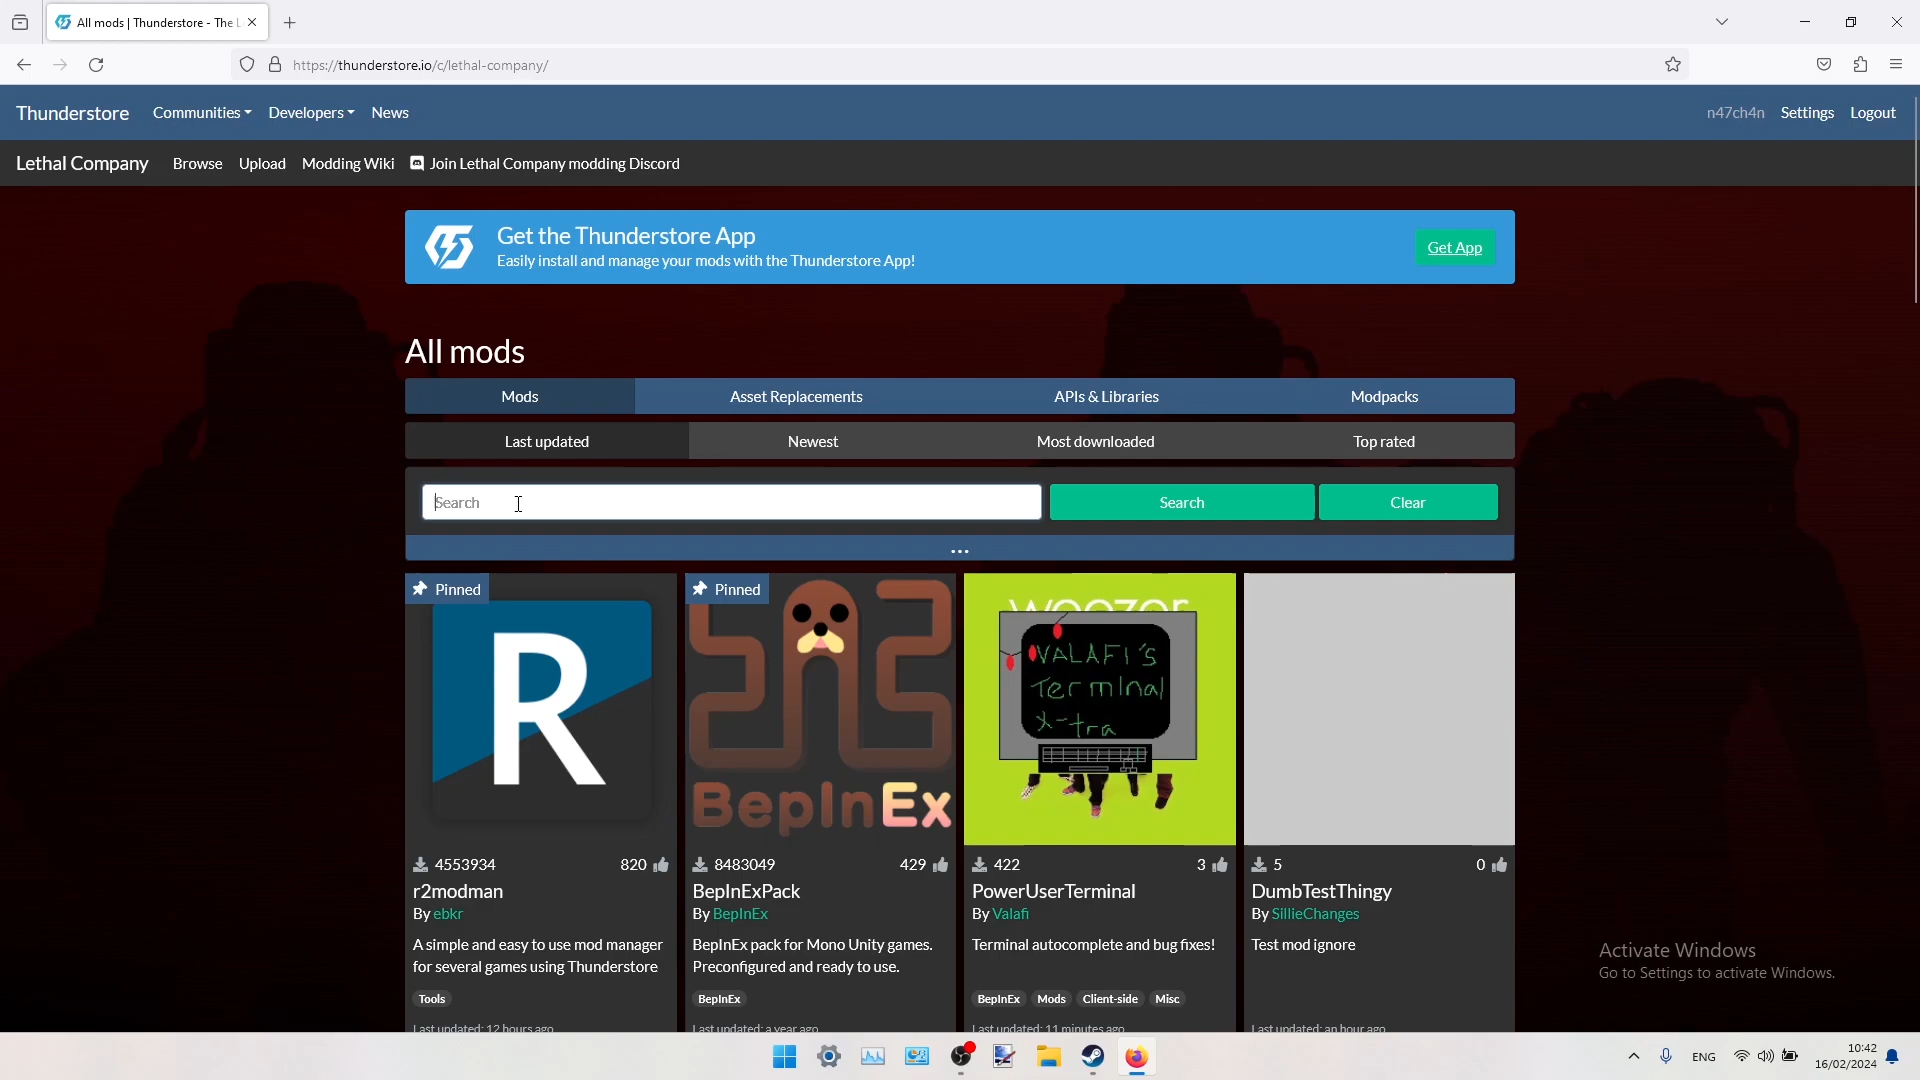 All mods | Thunderstore - The L
https://thunderstore.io/c/lethal-company/
Thunderstore Communities Developers News n47ch4n Settings Logout
Lethal Company Browse Upload Modding Wiki Join Lethal Company modding Discord
Get the Thunderstore App
Easily install and manage your mods with the Thunderstore App!
Get App
All mods
Mods Asset Replacements APIs & Libraries Modpacks
Last updated Newest Most downloaded Top rated
Search Search Clear
...
Pinned
R
4553934 820
r2modman
By ebkr
A simple and easy to use mod manager
for several games using Thunderstore
Tools
Last updated: 12 hours ago
Pinned
BepInEx
8483049 429
BepInExPack
By BepInEx
BepInEx pack for Mono Unity games.
Preconfigured and ready to use.
BepInEx
Last updated: a year ago
weezer
VALAFI'S
Terminal
X-tra
422 3
PowerUserTerminal
By Valafi
Terminal autocomplete and bug fixes!
BepInEx Mods Client-side Misc
Last updated: 11 minutes ago
5 0
DumbTestThingy
By SillieChanges
Test mod ignore
Last updated: an hour ago
Activate Windows
Go to Settings to activate Windows.
ENG
10:42
16/02/2024